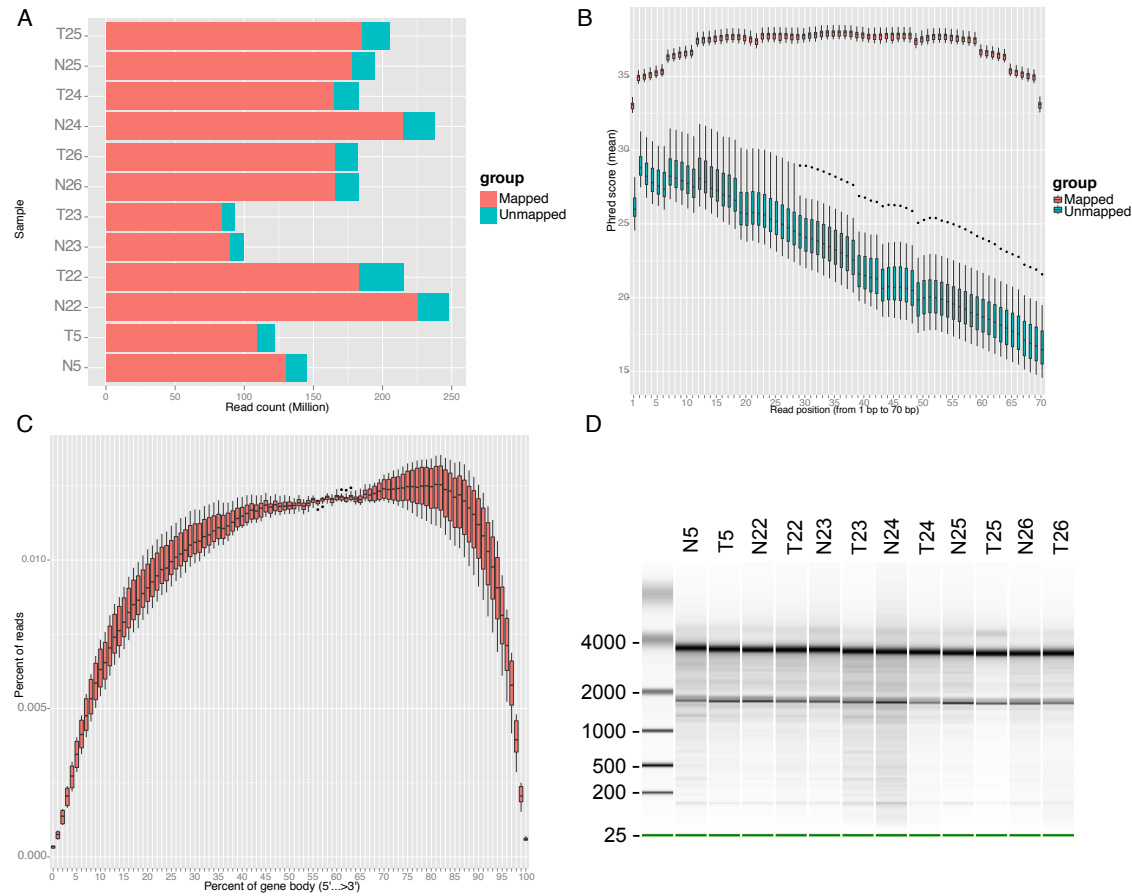 A
T25
N25
T24
N24
T26
N26
T23
N23
T22
N22
T5
N5
Sample
0 50 100 150 200 250
Read count (Million)
group
Mapped
Unmapped
B
35
30
25
20
15
Phred score (mean)
1 5 10 15 20 25 30 35 40 45 50 55 60 65 70
Read position (from 1 bp to 70 bp)
group
Mapped
Unmapped
C
0.010
0.005
0.000
Percent of reads
0 5 10 15 20 25 30 35 40 45 50 55 60 65 70 75 80 85 90 95 100
Percent of gene body (5'...>3')
D
N5 T5 N22 T22 N23 T23 N24 T24 N25 T25 N26 T26
4000
2000
1000
500
200
25